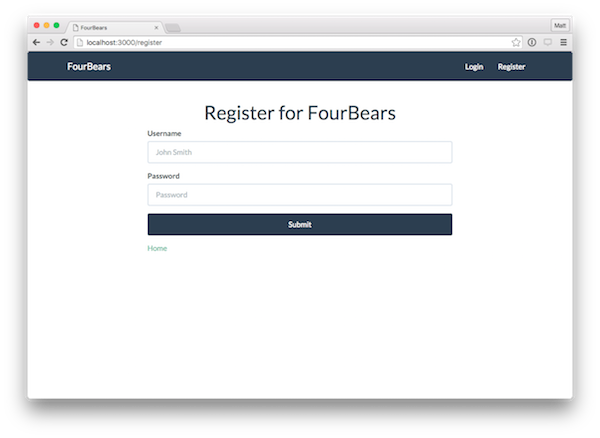 FourBears
Matt
localhost:3000/register
FourBears
Login
Register
Register for FourBears
Username
John Smith
Password
Password
Submit
Home